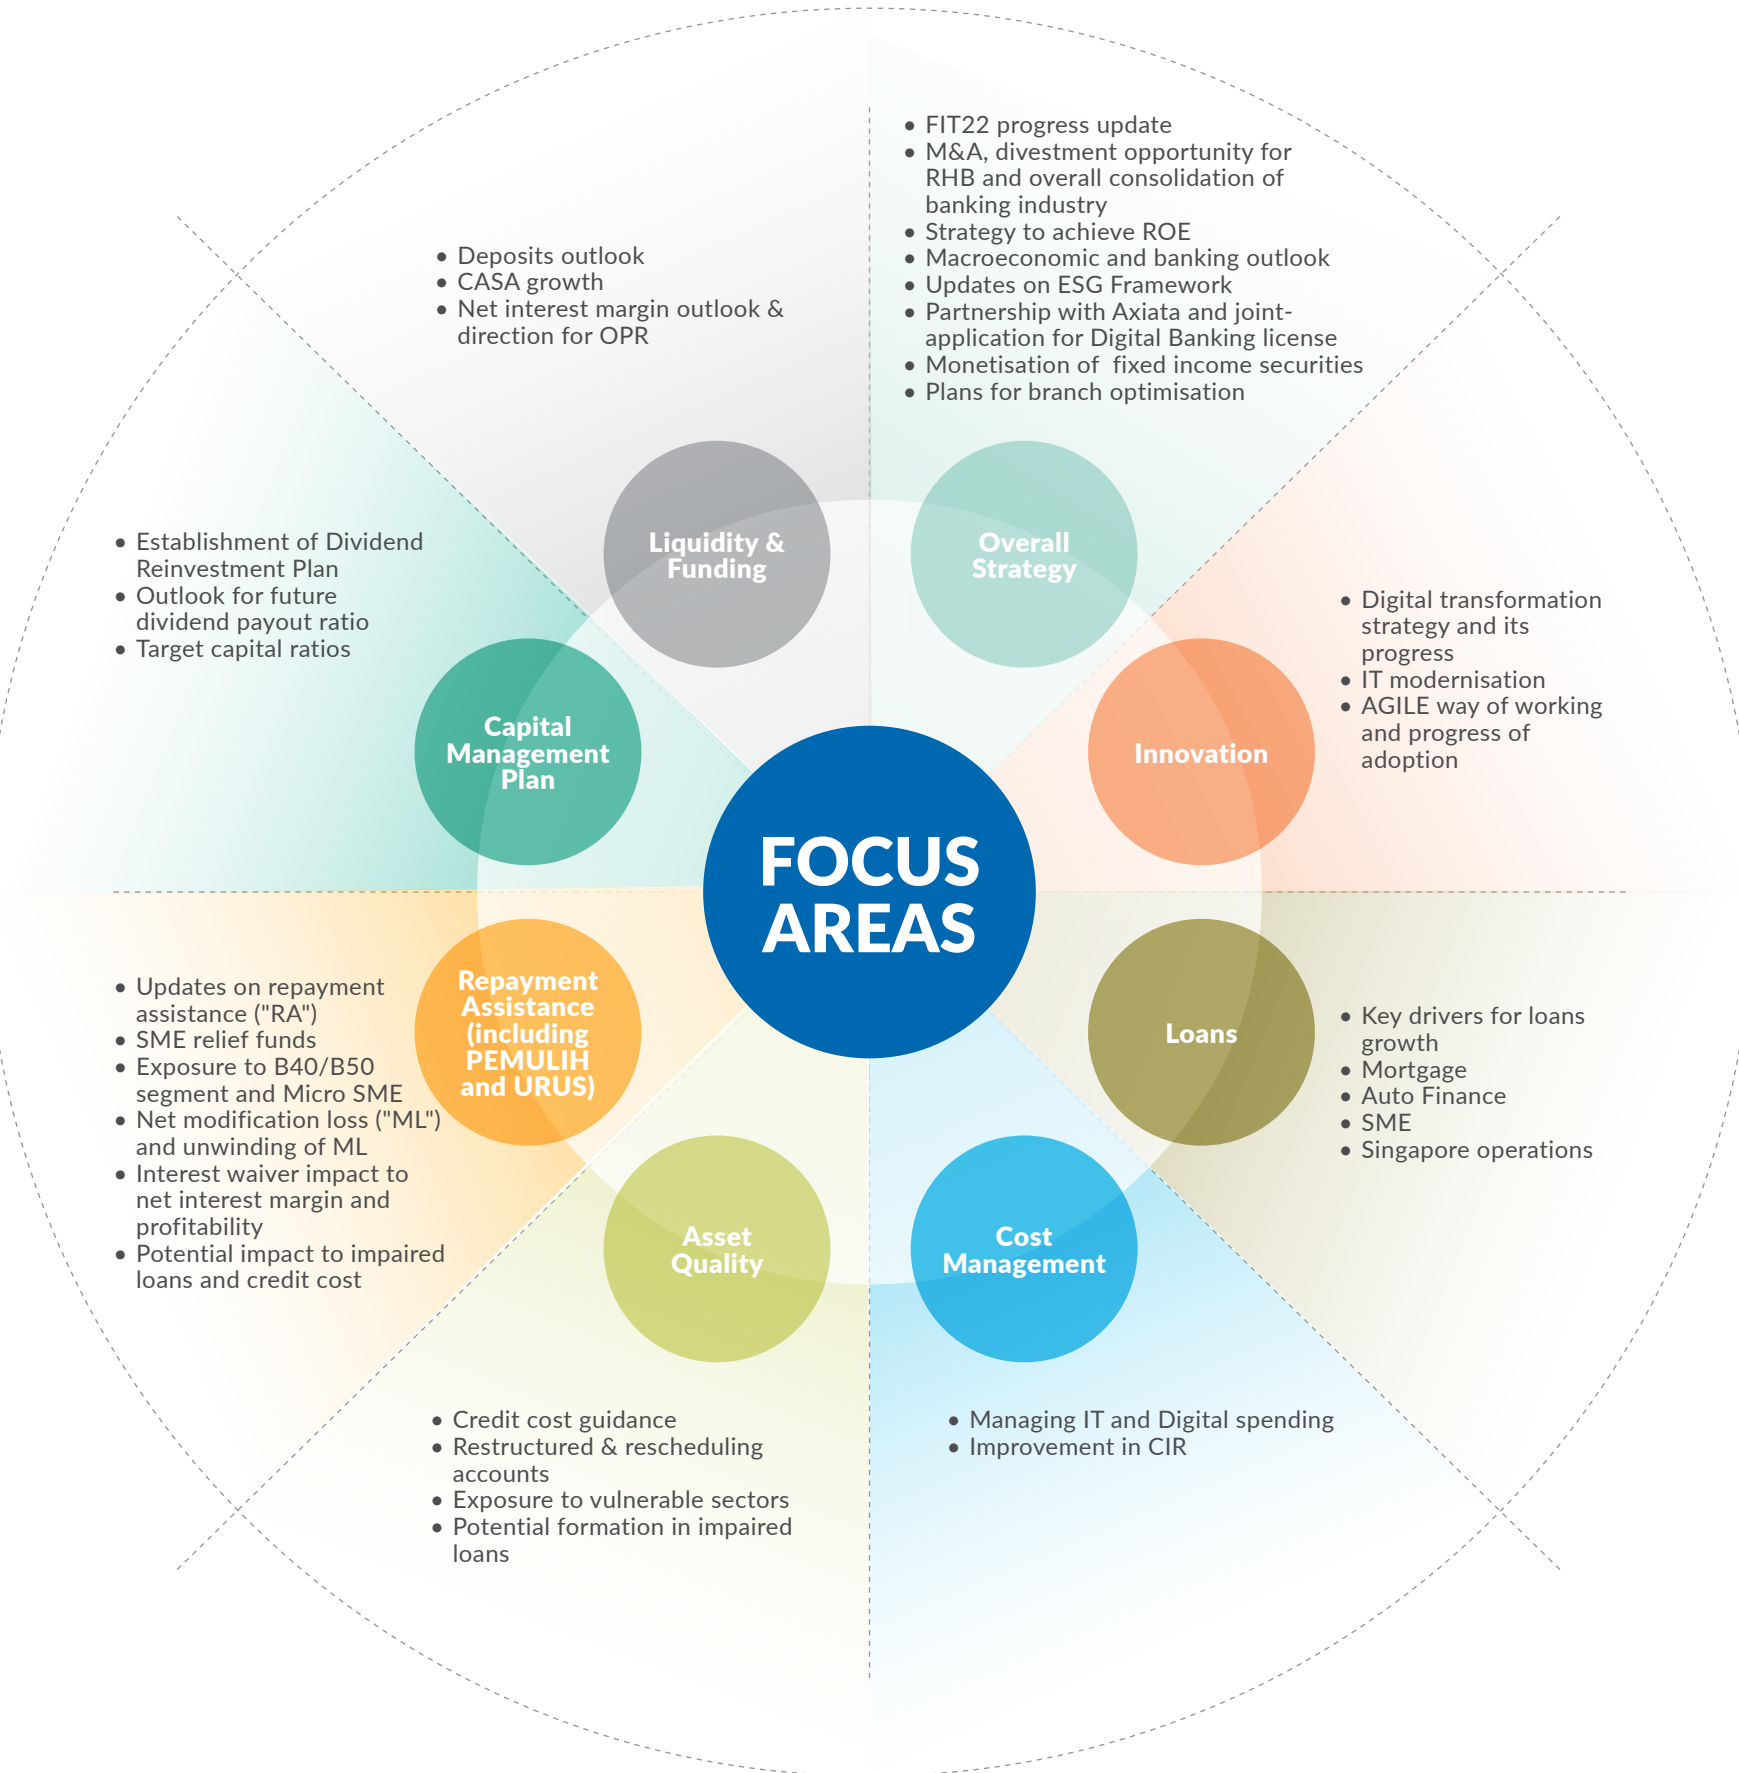 FOCUS
AREAS
Overall
Strategy
• FIT22 progress update
• M&A, divestment opportunity for
RHB and overall consolidation of
banking industry
• Strategy to achieve ROE
• Macroeconomic and banking outlook
• Updates on ESG Framework
• Partnership with Axiata and joint-
application for Digital Banking license
• Monetisation of fixed income securities
• Plans for branch optimisation
Innovation
• Digital transformation
strategy and its
progress
• IT modernisation
• AGILE way of working
and progress of
adoption
Loans
• Key drivers for loans
growth
• Mortgage
• Auto Finance
• SME
• Singapore operations
Cost
Management
• Managing IT and Digital spending
• Improvement in CIR
Asset
Quality
• Credit cost guidance
• Restructured & rescheduling
accounts
• Exposure to vulnerable sectors
• Potential formation in impaired
loans
Repayment
Assistance
(including
PEMULIH
and URUS)
• Updates on repayment
assistance ("RA")
• SME relief funds
• Exposure to B40/B50
segment and Micro SME
• Net modification loss ("ML")
and unwinding of ML
• Interest waiver impact to
net interest margin and
profitability
• Potential impact to impaired
loans and credit cost
Capital
Management
Plan
• Establishment of Dividend
Reinvestment Plan
• Outlook for future
dividend payout ratio
• Target capital ratios
Liquidity &
Funding
• Deposits outlook
• CASA growth
• Net interest margin outlook &
direction for OPR